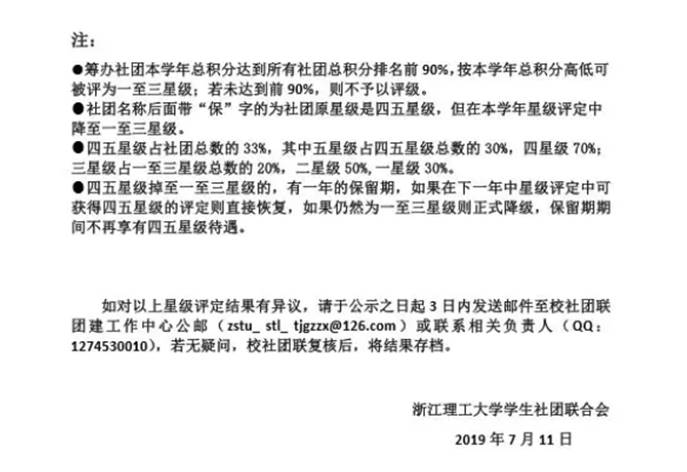 注：
●筹办社团本学年总积分达到所有社团总积分排名前 90%,按本学年总积分高低可
被评为一至三星级；若未达到前 90%，则不予以评级。
●社团名称后面带“保”字的为社团原星级是四五星级，但在本学年星级评定中
降至一至三星级。
●四五星级占社团总数的 33%，其中五星级占四五星级总数的 30%，四星级 70%；
三星级占一至三星级总数的 20%，二星级 50%,一星级 30%。
●四五星级掉至一至三星级的，有一年的保留期，如果在下一年中星级评定中可
获得四五星级的评定则直接恢复，如果仍然为一至三星级则正式降级，保留期期
间不再享有四五星级待遇。
如对以上星级评定结果有异议，请于公示之日起 3 日内发送邮件至校社团联
团建工作中心公邮（zstu_ stl_ tjgzzx@126.com）或联系相关负责人（QQ：
1274530010），若无疑问，校社团联复核后，将结果存档。
浙江理工大学学生社团联合会
2019 年 7 月 11 日